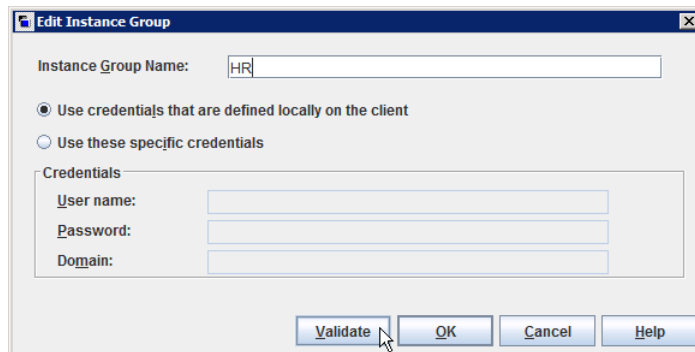 Edit Instance Group
Instance Group Name: HR
Use credentials that are defined locally on the client
Use these specific credentials
Credentials
User name:
Password:
Domain:
Validate OK Cancel Help